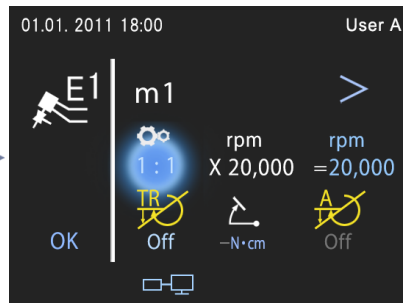 01.01. 2011 18:00 User A
E1
m1 >
rpm rpm
1 : 1 X 20,000 =20,000
TR A
OK Off –N•cm Off